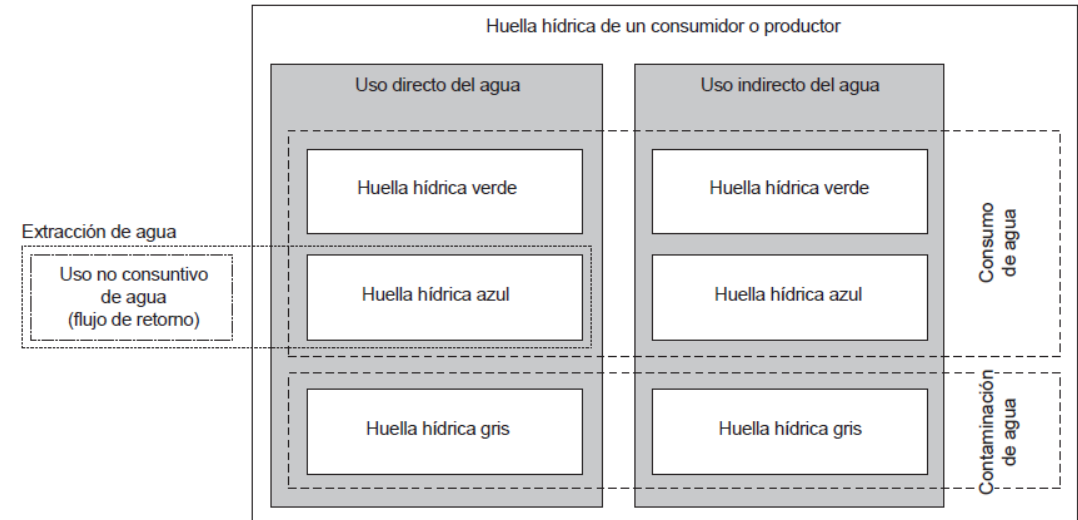 Huella hídrica de un consumidor o productor
Uso directo del agua
Uso indirecto del agua
Huella hídrica verde
Huella hídrica verde
Consumo
de agua
Extracción de agua
Uso no consuntivo
de agua
(flujo de retorno)
Huella hídrica azul
Huella hídrica azul
Huella hídrica gris
Huella hídrica gris
Contaminación
de agua